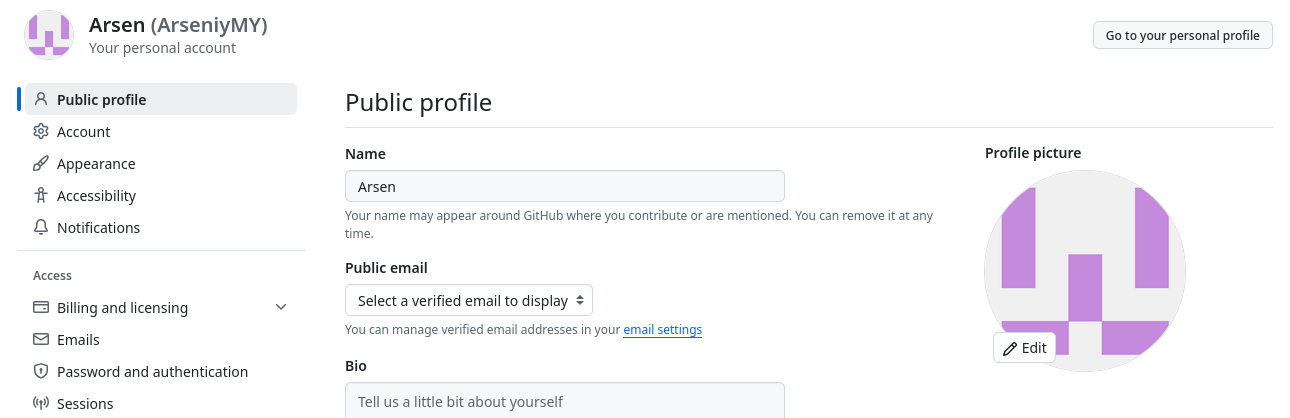 Arsen (ArseniyMY)
Your personal account
Go to your personal profile
Public profile
Account
Appearance
Accessibility
Notifications
Access
Billing and licensing
Emails
Password and authentication
Sessions
Public profile
Name
Arsen
Your name may appear around GitHub where you contribute or are mentioned. You can remove it at any
time.
Public email
Select a verified email to display
You can manage verified email addresses in your email settings
Bio
Tell us a little bit about yourself
Profile picture
Edit